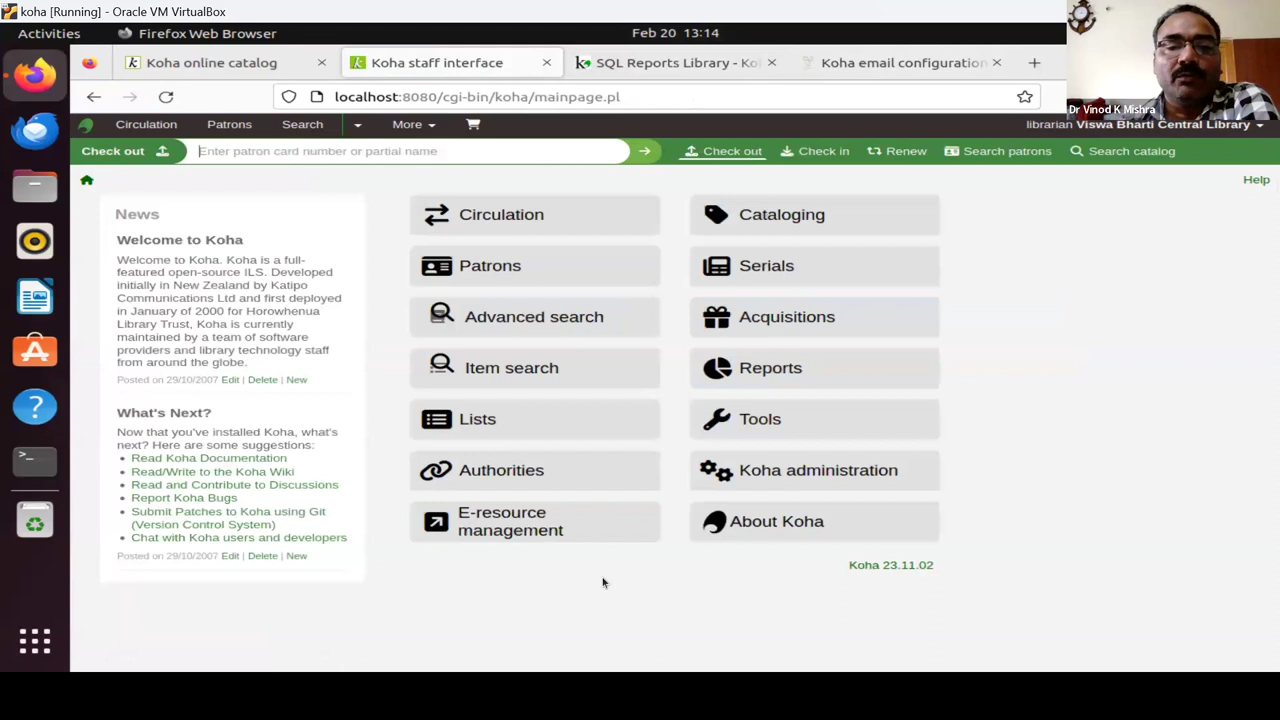 koha [Running] - Oracle VM VirtualBox
Activities Firefox Web Browser Feb 20 13:14
Koha online catalog Koha staff interface SQL Reports Library - Ko Koha email configuration
localhost:8080/cgi-bin/koha/mainpage.pl
Dr Vinod K Mishra
Circulation Patrons Search More librarian Viswa Bharti Central Library
Check out Enter patron card number or partial name Check out Check in Renew Search patrons Search catalog
Help
News
Welcome to Koha
Welcome to Koha. Koha is a full-
featured open-source ILS. Developed
initially in New Zealand by Katipo
Communications Ltd and first deployed
in January of 2000 for Horowhenua
Library Trust, Koha is currently
maintained by a team of software
providers and library technology staff
from around the globe.
Posted on 29/10/2007 Edit | Delete | New
What's Next?
Now that you've installed Koha, what's
next? Here are some suggestions:
• Read Koha Documentation
• Read/Write to the Koha Wiki
• Read and Contribute to Discussions
• Report Koha Bugs
• Submit Patches to Koha using Git
(Version Control System)
• Chat with Koha users and developers
Posted on 29/10/2007 Edit | Delete | New
Circulation
Patrons
Advanced search
Item search
Lists
Authorities
E-resource
management
Cataloging
Serials
Acquisitions
Reports
Tools
Koha administration
About Koha
Koha 23.11.02